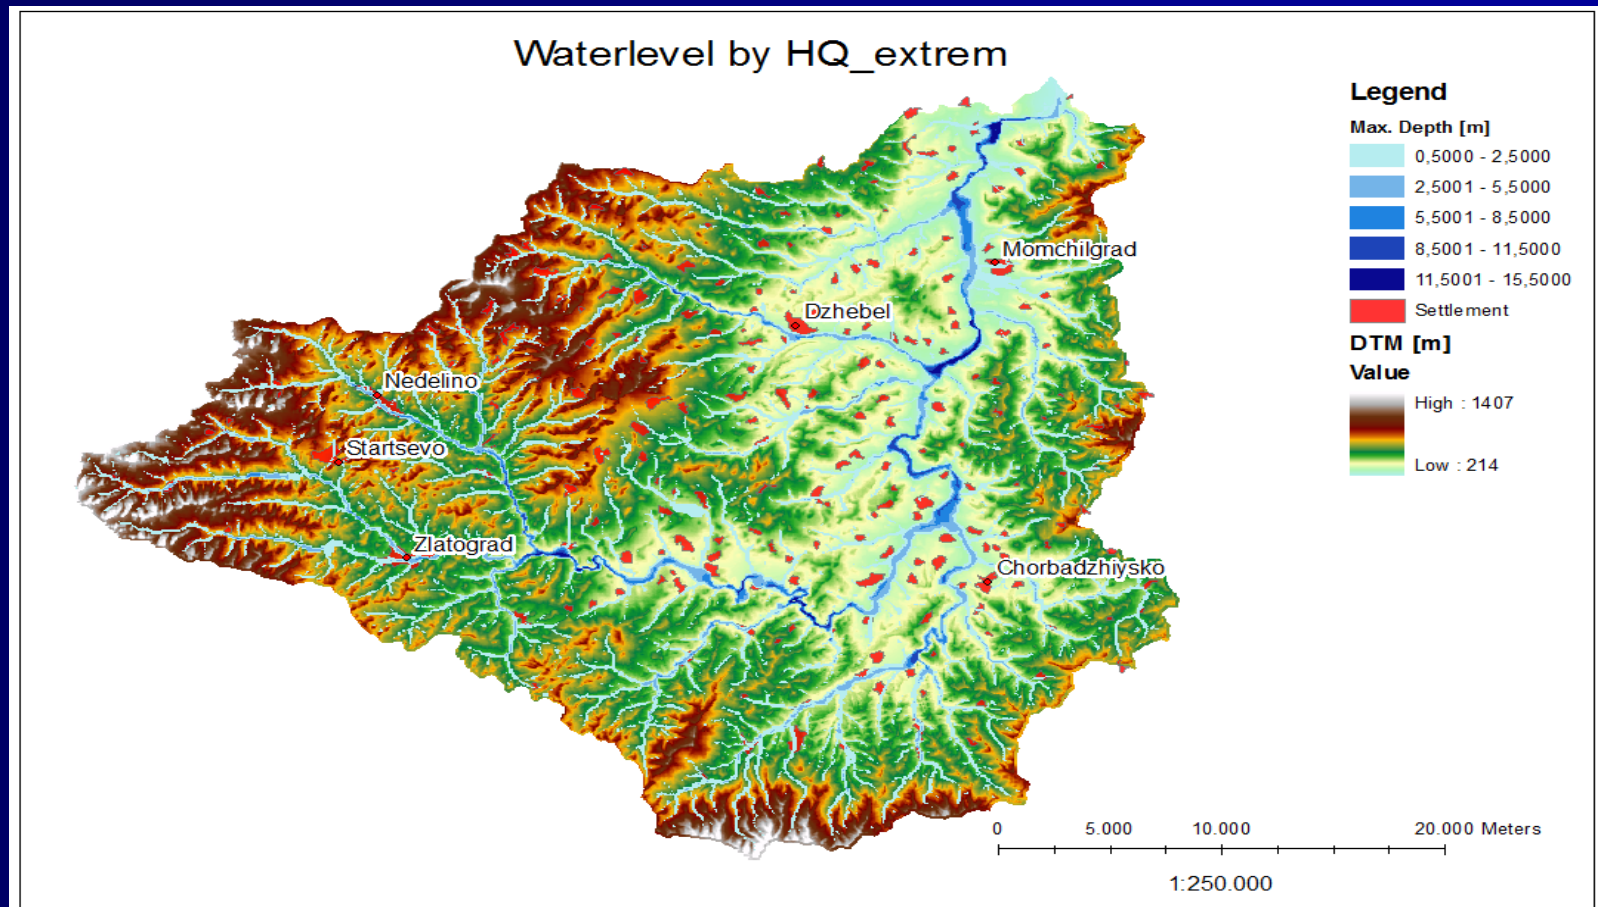 Waterlevel by HQ_extrem
Legend
Max. Depth [m]
0,5000 - 2,5000
2,5001 - 5,5000
5,5001 - 8,5000
8,5001 - 11,5000
11,5001 - 15,5000
Settlement
DTM [m]
Value
High : 1407
Low : 214
Momchilgrad
Dzhebel
Nedelino
Startsevo
Zlatograd
Chorbadzhiysko
0 5.000 10.000 20.000 Meters
1:250.000